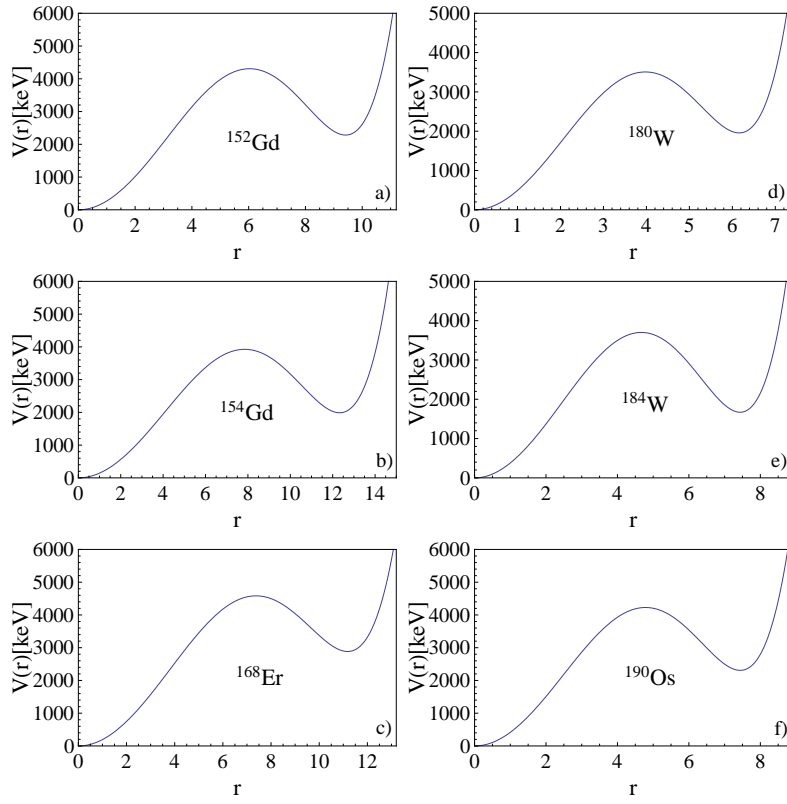 6000
5000
4000
3000
2000
1000
0
V(r)[keV]
¹⁵²Gd
a)
0 2 4 6 8 10
r
5000
4000
3000
2000
1000
0
V(r)[keV]
¹⁸⁰W
d)
0 1 2 3 4 5 6 7
r
6000
5000
4000
3000
2000
1000
0
V(r)[keV]
¹⁵⁴Gd
b)
0 2 4 6 8 10 12 14
r
5000
4000
3000
2000
1000
0
V(r)[keV]
¹⁸⁴W
e)
0 2 4 6 8
r
6000
5000
4000
3000
2000
1000
0
V(r)[keV]
¹⁶⁸Er
c)
0 2 4 6 8 10 12
r
6000
5000
4000
3000
2000
1000
0
V(r)[keV]
¹⁹⁰Os
f)
0 2 4 6 8
r